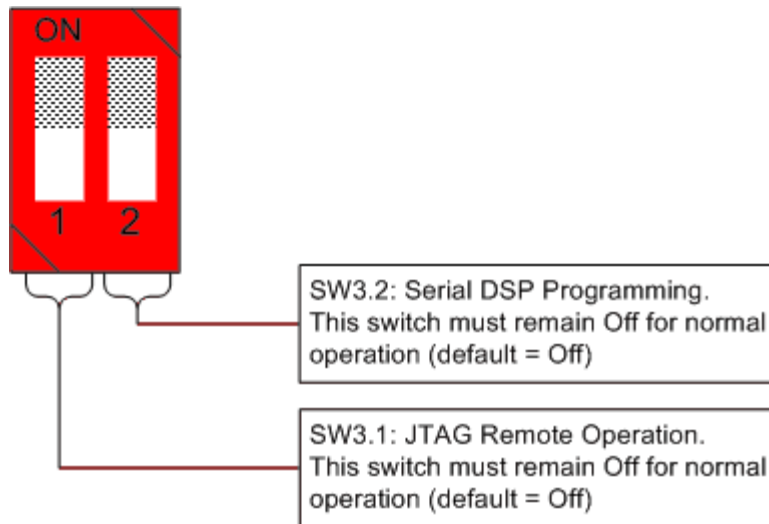 ON
1 2
SW3.2: Serial DSP Programming.
This switch must remain Off for normal
operation (default = Off)
SW3.1: JTAG Remote Operation.
This switch must remain Off for normal
operation (default = Off)